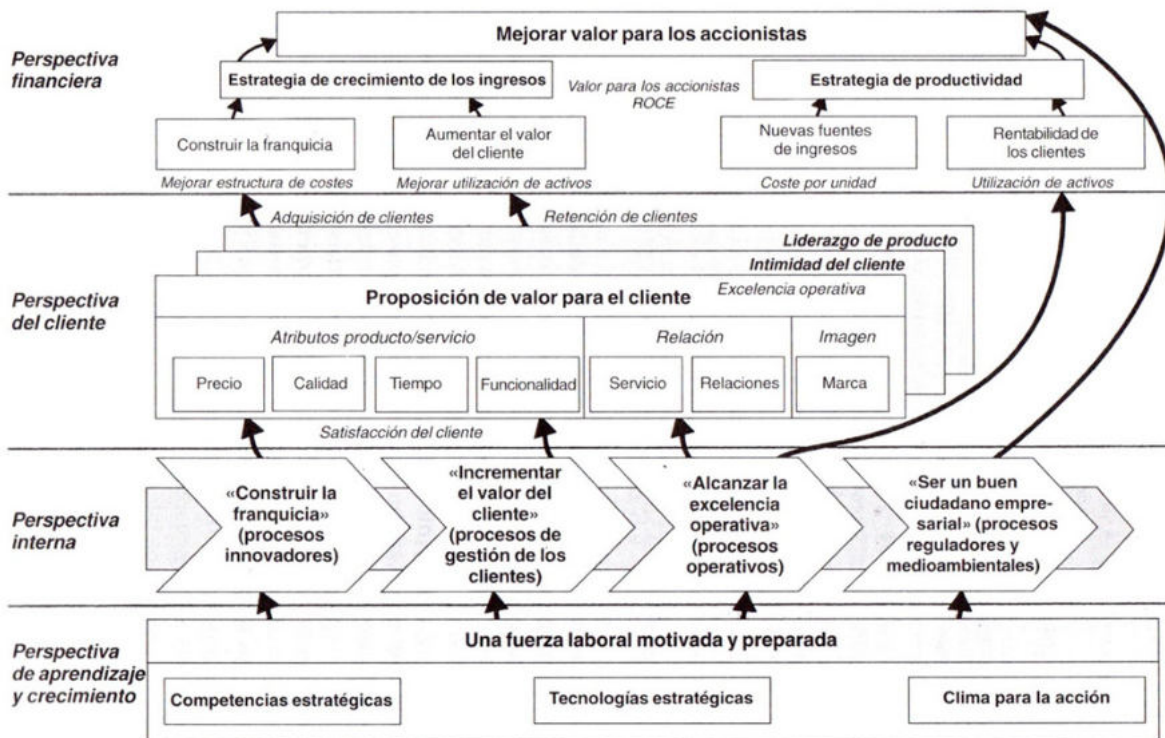 Perspectiva
financiera
Mejorar valor para los accionistas
Estrategia de crecimiento de los ingresos
Valor para los accionistas
ROCE
Estrategia de productividad
Construir la franquicia
Aumentar el valor
del cliente
Nuevas fuentes
de ingresos
Rentabilidad de
los clientes
Mejorar estructura de costes
Mejorar utilización de activos
Coste por unidad
Utilización de activos
Adquisición de clientes
Retención de clientes
Perspectiva
del cliente
Liderazgo de producto
Intimidad del cliente
Excelencia operativa
Proposición de valor para el cliente
Atributos producto/servicio
Relación
Imagen
Precio
Calidad
Tiempo
Funcionalidad
Servicio
Relaciones
Marca
Satisfacción del cliente
Perspectiva
interna
«Construir la
franquicia»
(procesos
innovadores)
«Incrementar
el valor del
cliente»
(procesos de
gestión de los
clientes)
«Alcanzar la
excelencia
operativa»
(procesos
operativos)
«Ser un buen
ciudadano empre-
sarial» (procesos
reguladores y
medioambientales)
Perspectiva
de aprendizaje
y crecimiento
Una fuerza laboral motivada y preparada
Competencias estratégicas
Tecnologías estratégicas
Clima para la acción